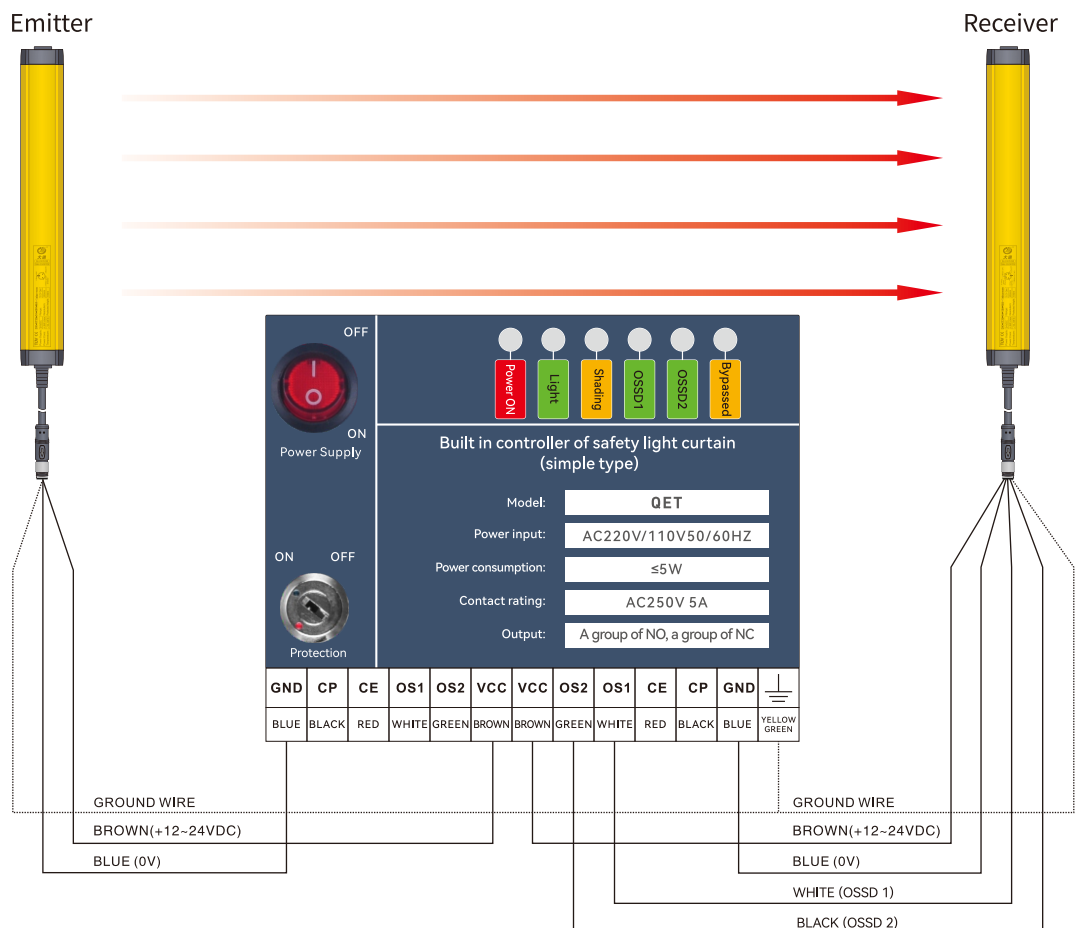 Emitter
Receiver
OFF
ON
Power Supply
Power ON
Light
Shading
OSSD1
OSSD2
Bypassed
Built in controller of safety light curtain
(simple type)
Model: QET
Power input: AC220V/110V50/60HZ
Power consumption: ≤5W
Contact rating: AC250V 5A
Output: A group of NO, a group of NC
ON OFF
Protection
GND CP CE OS1 OS2 VCC VCC OS2 OS1 CE CP GND
BLUE BLACK RED WHITE GREEN BROWN BROWN GREEN WHITE RED BLACK BLUE YELLOW GREEN
GROUND WIRE
BROWN(+12~24VDC)
BLUE (0V)
GROUND WIRE
BROWN(+12~24VDC)
BLUE (0V)
WHITE (OSSD 1)
BLACK (OSSD 2)